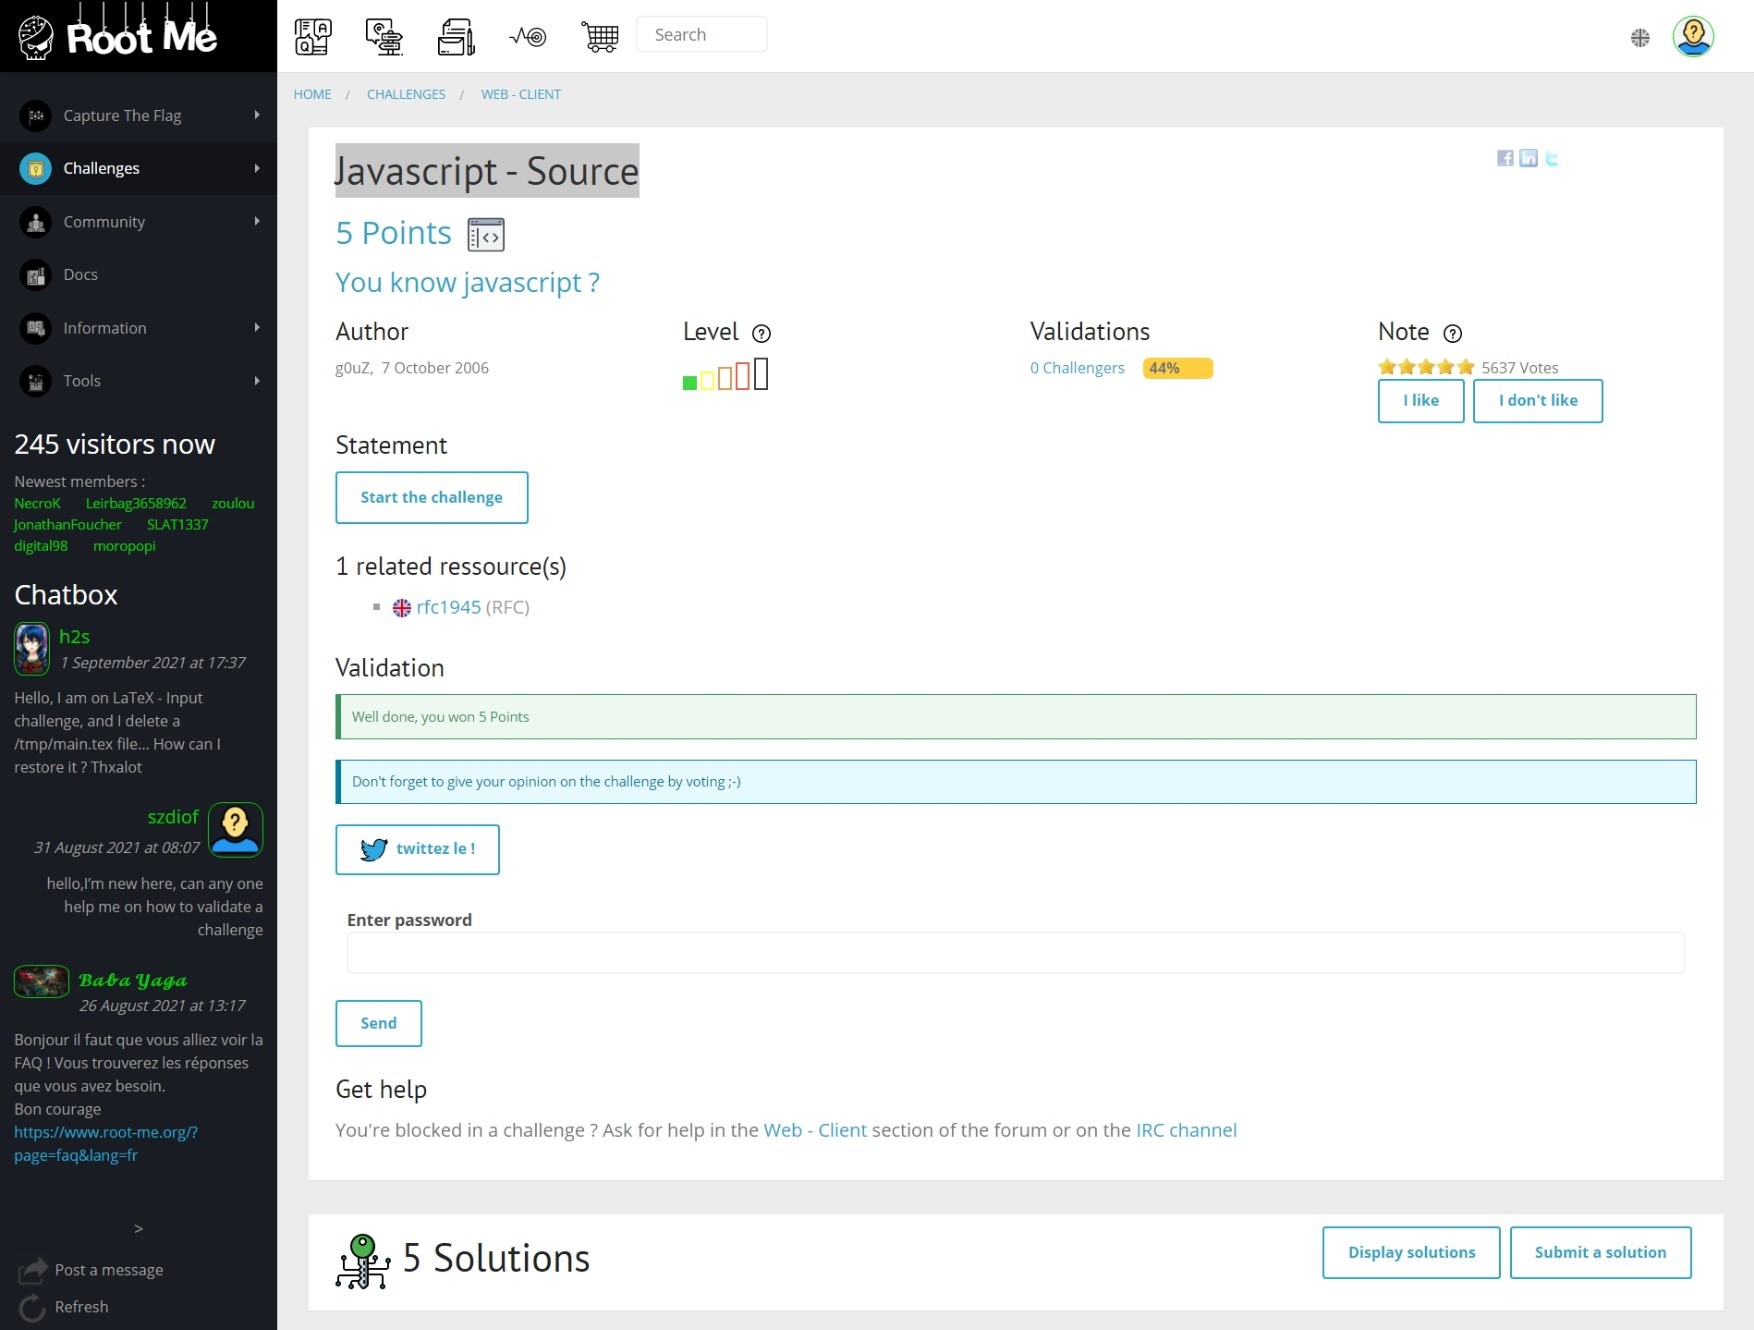 Root Me
Search
Capture The Flag
Challenges
Community
Docs
Information
Tools
245 visitors now
Newest members :
NecroK Leirbag3658962 zoulou
JonathanFoucher SLAT1337
digital98 moropopi
Chatbox
h2s
1 September 2021 at 17:37
Hello, I am on LaTeX - Input
challenge, and I delete a
/tmp/main.tex file... How can I
restore it ? Thxalot
szdiof
31 August 2021 at 08:07
hello,I'm new here, can any one
help me on how to validate a
challenge
Baba Yaga
26 August 2021 at 13:17
Bonjour il faut que vous alliez voir la
FAQ ! Vous trouverez les réponses
que vous avez besoin.
Bon courage
https://www.root-me.org/?
page=faq&lang=fr
>
Post a message
Refresh
HOME / CHALLENGES / WEB - CLIENT
Javascript - Source
5 Points
You know javascript ?
Author
g0uZ, 7 October 2006
Level ?
Validations
0 Challengers 44%
Note ?
5637 Votes
I like I don't like
Statement
Start the challenge
1 related ressource(s)
rfc1945 (RFC)
Validation
Well done, you won 5 Points
Don't forget to give your opinion on the challenge by voting ;-)
twittez le !
Enter password
Send
Get help
You're blocked in a challenge ? Ask for help in the Web - Client section of the forum or on the IRC channel
5 Solutions
Display solutions Submit a solution